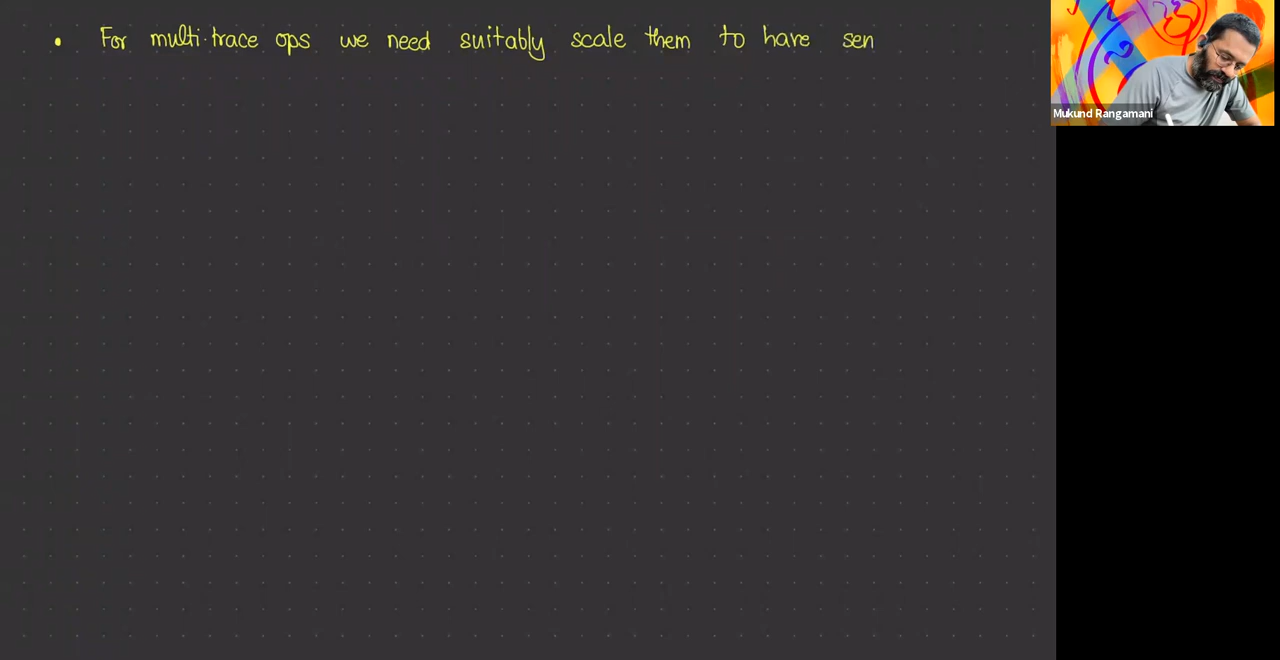 • For multi-trace ops we need suitably scale them to have sen
Mukund Rangamani